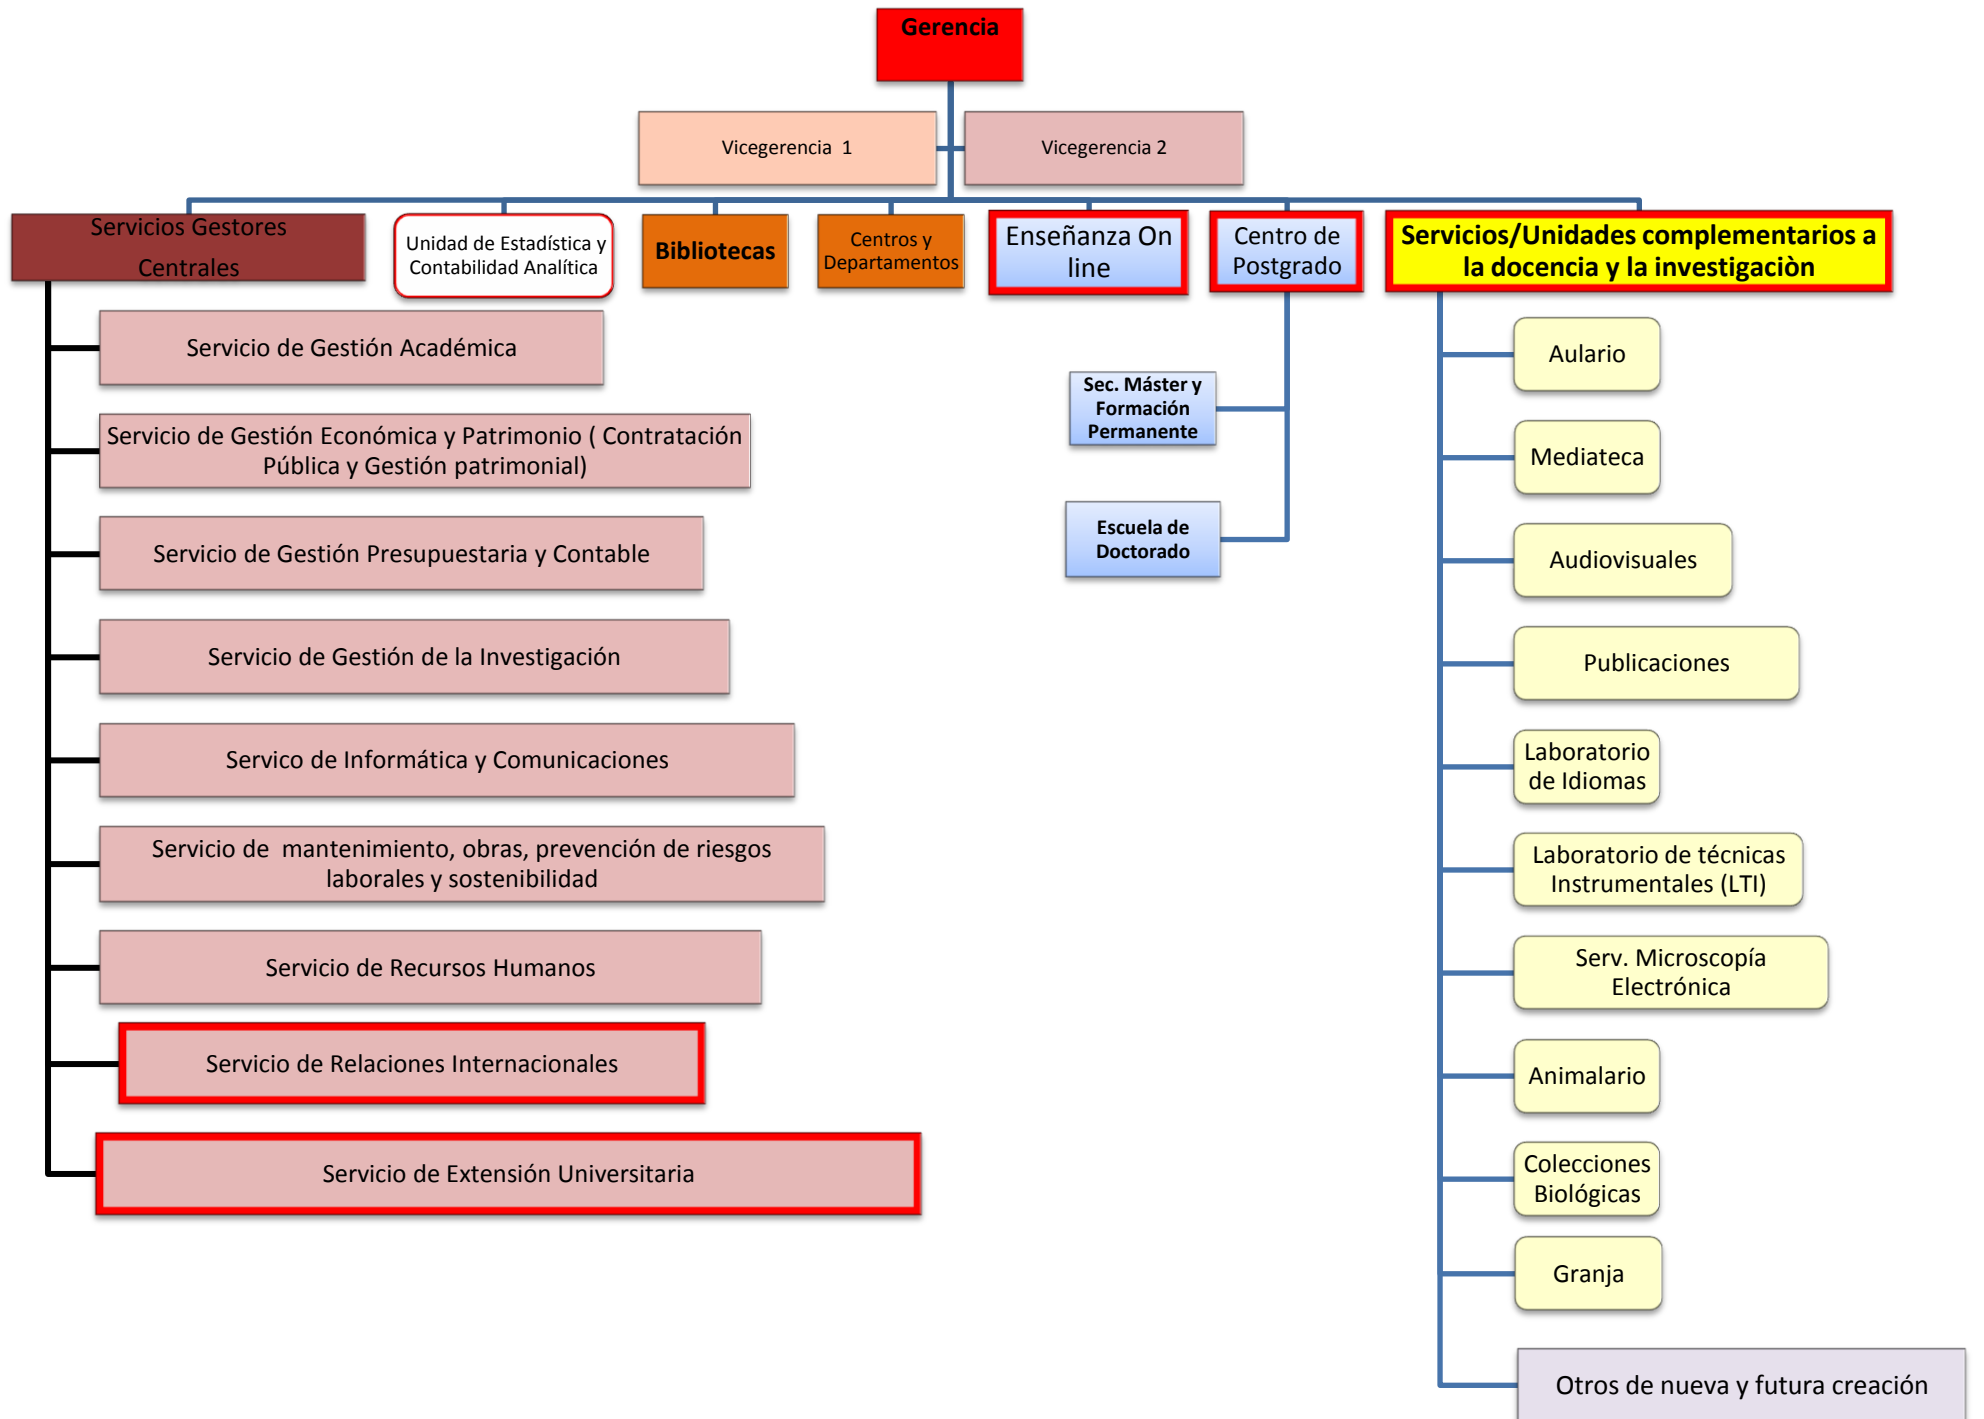 Gerencia
Vicegerencia 1
Vicegerencia 2
Servicios Gestores
Centrales
Unidad de Estadística y
Contabilidad Analítica
Bibliotecas
Centros y
Departamentos
Enseñanza On
line
Centro de
Postgrado
Servicios/Unidades complementarios a
la docencia y la investigaciòn
Servicio de Gestión Académica
Servicio de Gestión Económica y Patrimonio ( Contratación
Pública y Gestión patrimonial)
Servicio de Gestión Presupuestaria y Contable
Servicio de Gestión de la Investigación
Servico de Informática y Comunicaciones
Servicio de mantenimiento, obras, prevención de riesgos
laborales y sostenibilidad
Servicio de Recursos Humanos
Servicio de Relaciones Internacionales
Servicio de Extensión Universitaria
Sec. Máster y
Formación
Permanente
Escuela de
Doctorado
Aulario
Mediateca
Audiovisuales
Publicaciones
Laboratorio
de Idiomas
Laboratorio de técnicas
Instrumentales (LTI)
Serv. Microscopía
Electrónica
Animalario
Colecciones
Biológicas
Granja
Otros de nueva y futura creación